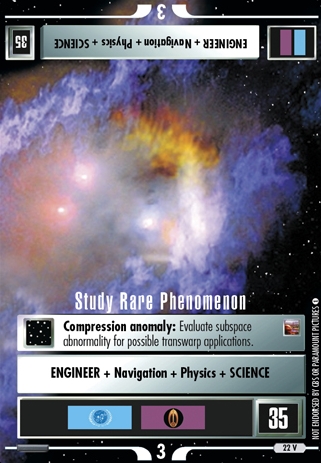 3
ENGINEER + Navigation + Physics + SCIENCE
35
Study Rare Phenomenon
Compression anomaly: Evaluate subspace
abnormality for possible transwarp applications.
ENGINEER + Navigation + Physics + SCIENCE
35
3
22 V
NOT ENDORSED BY CBS OR PARAMOUNT PICTURES